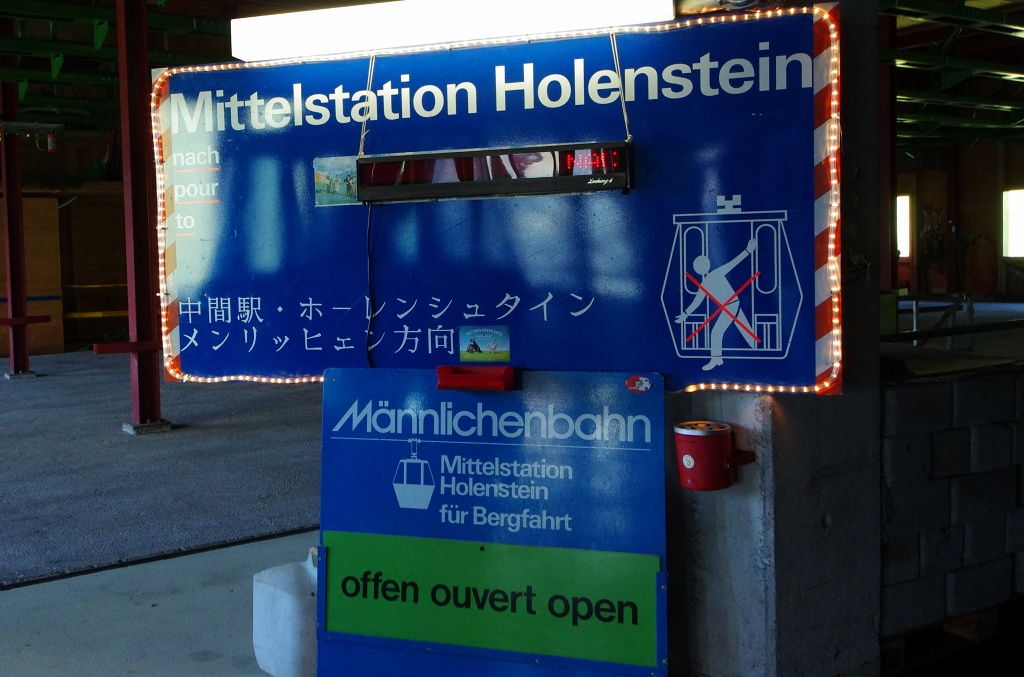 Mittelstation Holenstein
nach
pour
to
中間駅・ホーレンシュタイン
メンリッヒェン方向
Männlichenbahn
Mittelstation
Holenstein
für Bergfahrt
offen ouvert open